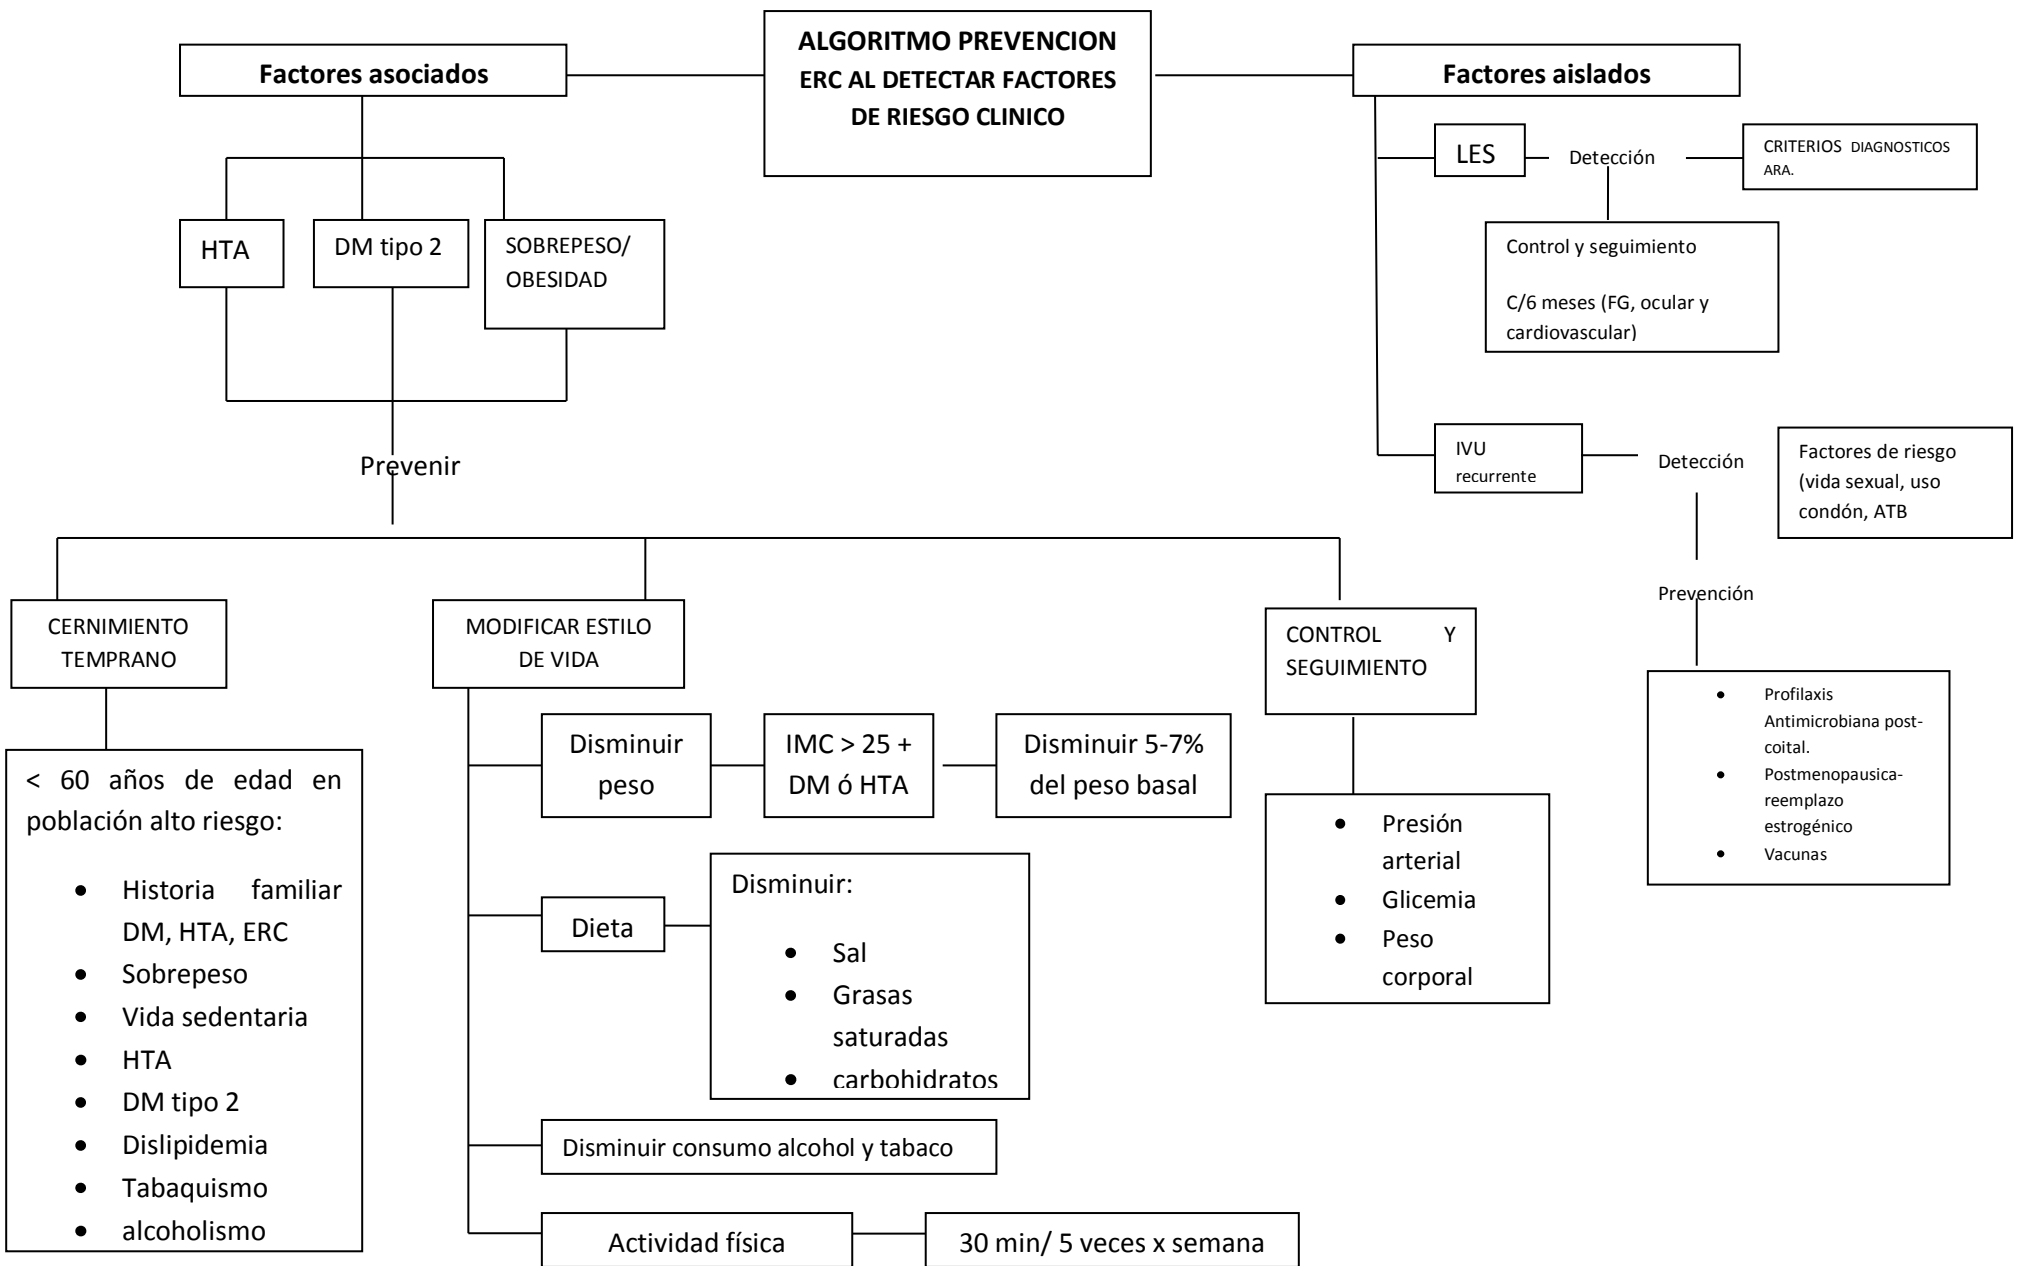 ALGORITMO PREVENCION
ERC AL DETECTAR FACTORES
DE RIESGO CLINICO
Factores asociados
Factores aislados
HTA
DM tipo 2
SOBREPESO/
OBESIDAD
Prevenir
LES
Detección
CRITERIOS DIAGNOSTICOS
ARA.
Control y seguimiento
C/6 meses (FG, ocular y
cardiovascular)
IVU
recurrente
Detección
Factores de riesgo
(vida sexual, uso
condón, ATB
Prevención
• Profilaxis
Antimicrobiana post-
coital.
• Postmenopausica-
reemplazo
estrogénico
• Vacunas
CERNIMIENTO
TEMPRANO
< 60 años de edad en
población alto riesgo:
• Historia familiar
DM, HTA, ERC
• Sobrepeso
• Vida sedentaria
• HTA
• DM tipo 2
• Dislipidemia
• Tabaquismo
• alcoholismo
MODIFICAR ESTILO
DE VIDA
Disminuir
peso
IMC > 25 +
DM ó HTA
Disminuir 5-7%
del peso basal
Dieta
Disminuir:
• Sal
• Grasas
saturadas
• carbohidratos
Disminuir consumo alcohol y tabaco
Actividad física
30 min/ 5 veces x semana
CONTROL Y
SEGUIMIENTO
• Presión
arterial
• Glicemia
• Peso
corporal